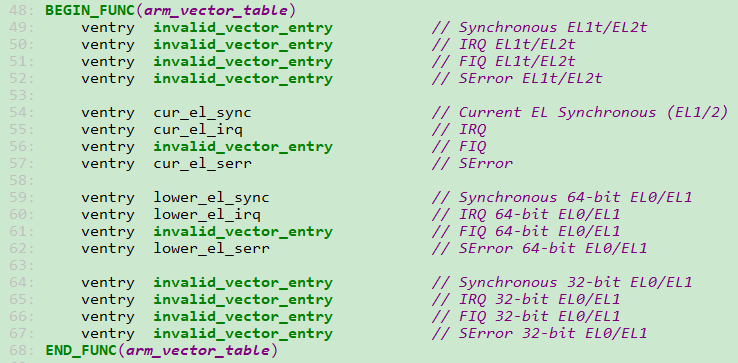 48: BEGIN_FUNC(arm_vector_table)
49:     ventry  invalid_vector_entry           // Synchronous EL1t/EL2t
50:     ventry  invalid_vector_entry           // IRQ EL1t/EL2t
51:     ventry  invalid_vector_entry           // FIQ EL1t/EL2t
52:     ventry  invalid_vector_entry           // SError EL1t/EL2t
53:
54:     ventry  cur_el_sync                    // Current EL Synchronous (EL1/2)
55:     ventry  cur_el_irq                     // IRQ
56:     ventry  invalid_vector_entry           // FIQ
57:     ventry  cur_el_serr                    // SError
58:
59:     ventry  lower_el_sync                  // Synchronous 64-bit EL0/EL1
60:     ventry  lower_el_irq                   // IRQ 64-bit EL0/EL1
61:     ventry  invalid_vector_entry           // FIQ 64-bit EL0/EL1
62:     ventry  lower_el_serr                  // SError 64-bit EL0/EL1
63:
64:     ventry  invalid_vector_entry           // Synchronous 32-bit EL0/EL1
65:     ventry  invalid_vector_entry           // IRQ 32-bit EL0/EL1
66:     ventry  invalid_vector_entry           // FIQ 32-bit EL0/EL1
67:     ventry  invalid_vector_entry           // SError 32-bit EL0/EL1
68: END_FUNC(arm_vector_table)